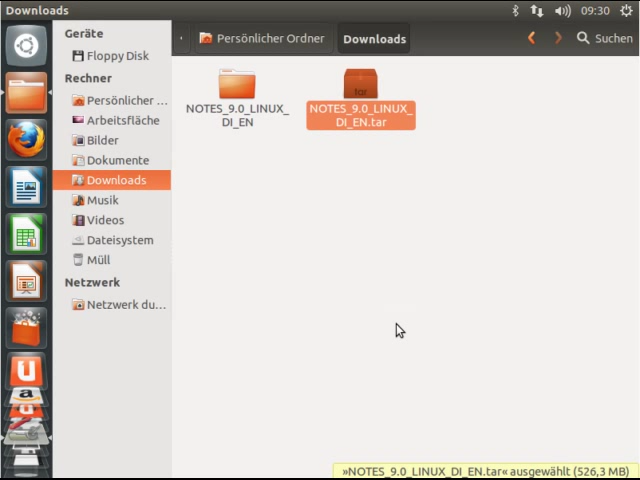 Downloads
09:30
Geräte
Floppy Disk
Rechner
Persönlicher ...
Arbeitsfläche
Bilder
Dokumente
Downloads
Musik
Videos
Dateisystem
Müll
Netzwerk
Netzwerk du...
Persönlicher Ordner
Downloads
Suchen
NOTES_9.0_LINUX_
DI_EN
tar
NOTES_9.0_LINUX_
DI_EN.tar
»NOTES_9.0_LINUX_DI_EN.tar« ausgewählt (526,3 MB)